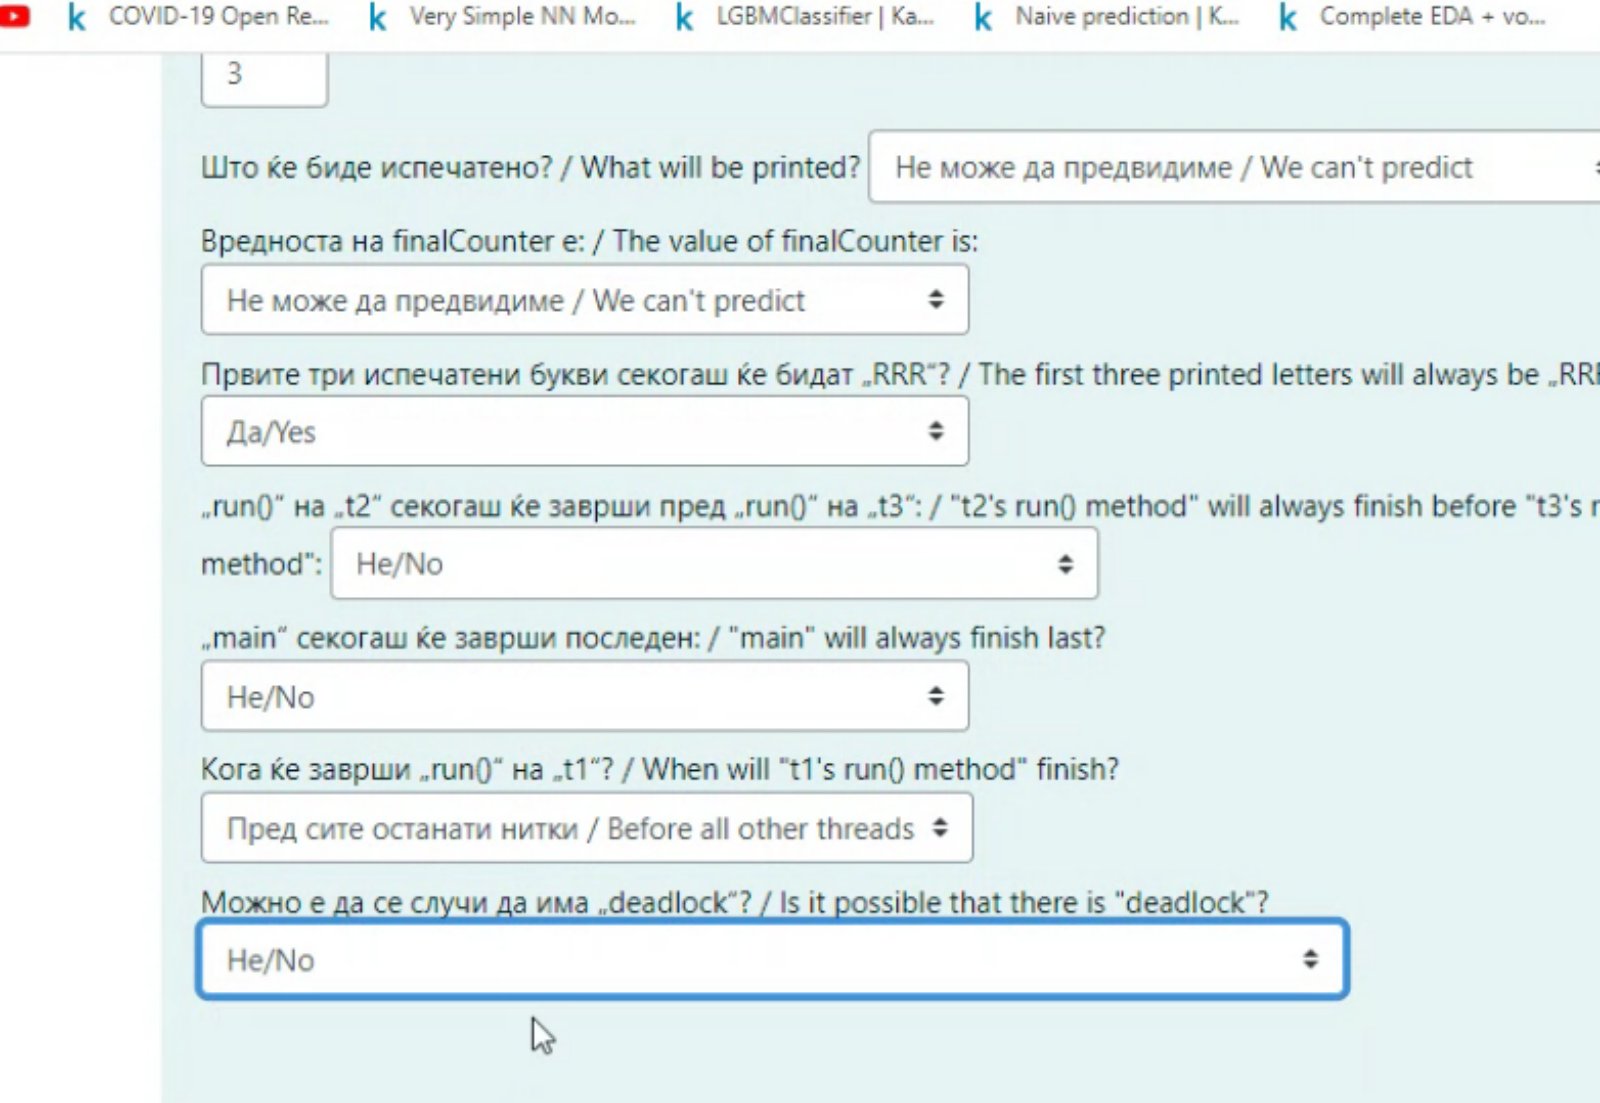 COVID-19 Open Re... Very Simple NN Mo... LGBMClassifier | Ka... Naive prediction | K... Complete EDA + vo...
3
Што ќе биде испечатено? / What will be printed? Не може да предвидиме / We can't predict
Вредноста на finalCounter е: / The value of finalCounter is:
Не може да предвидиме / We can't predict
Првите три испечатени букви секогаш ќе бидат „RRR“? / The first three printed letters will always be „RR
Да/Yes
„run()“ на „t2“ секогаш ќе заврши пред „run()“ на „t3“: / "t2's run() method" will always finish before "t3's
method": Не/No
„main“ секогаш ќе заврши последен: / "main" will always finish last?
Не/No
Кога ќе заврши „run()“ на „t1“? / When will "t1's run() method" finish?
Пред сите останати нитки / Before all other threads
Можно е да се случи да има „deadlock“? / Is it possible that there is "deadlock"?
Не/No